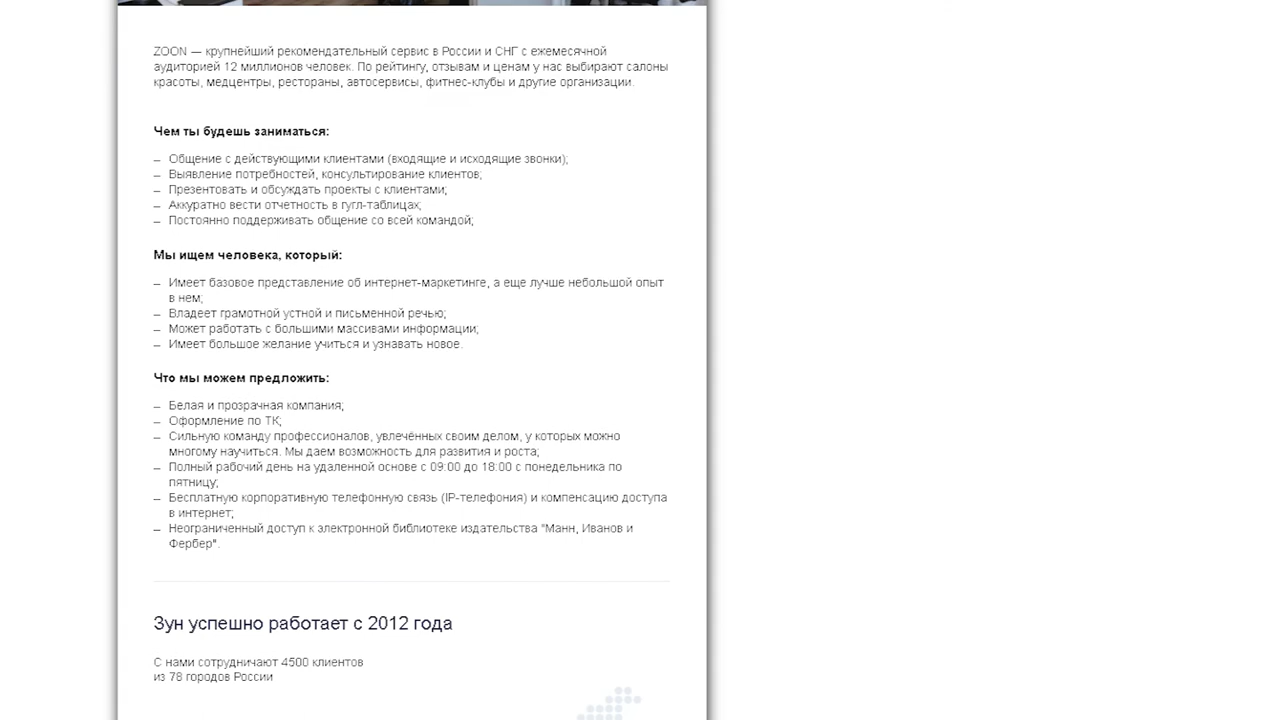 ZOON — крупнейший рекомендательный сервис в России и СНГ с ежемесячной
аудиторией 12 миллионов человек. По рейтингу, отзывам и ценам у нас выбирают салоны
красоты, медцентры, рестораны, автосервисы, фитнес-клубы и другие организации.
Чем ты будешь заниматься:
– Общение с действующими клиентами (входящие и исходящие звонки);
– Выявление потребностей, консультирование клиентов;
– Презентовать и обсуждать проекты с клиентами;
– Аккуратно вести отчетность в гугл-таблицах;
– Постоянно поддерживать общение со всей командой;
Мы ищем человека, который:
– Имеет базовое представление об интернет-маркетинге, а еще лучше небольшой опыт
в нем;
– Владеет грамотной устной и письменной речью;
– Может работать с большими массивами информации;
– Имеет большое желание учиться и узнавать новое.
Что мы можем предложить:
– Белая и прозрачная компания;
– Оформление по ТК;
– Сильную команду профессионалов, увлечённых своим делом, у которых можно
многому научиться. Мы даем возможность для развития и роста;
– Полный рабочий день на удаленной основе с 09:00 до 18:00 с понедельника по
пятницу;
– Бесплатную корпоративную телефонную связь (IP-телефония) и компенсацию доступа
в интернет;
– Неограниченный доступ к электронной библиотеке издательства "Манн, Иванов и
Фербер".
Зун успешно работает с 2012 года
С нами сотрудничают 4500 клиентов
из 78 городов России